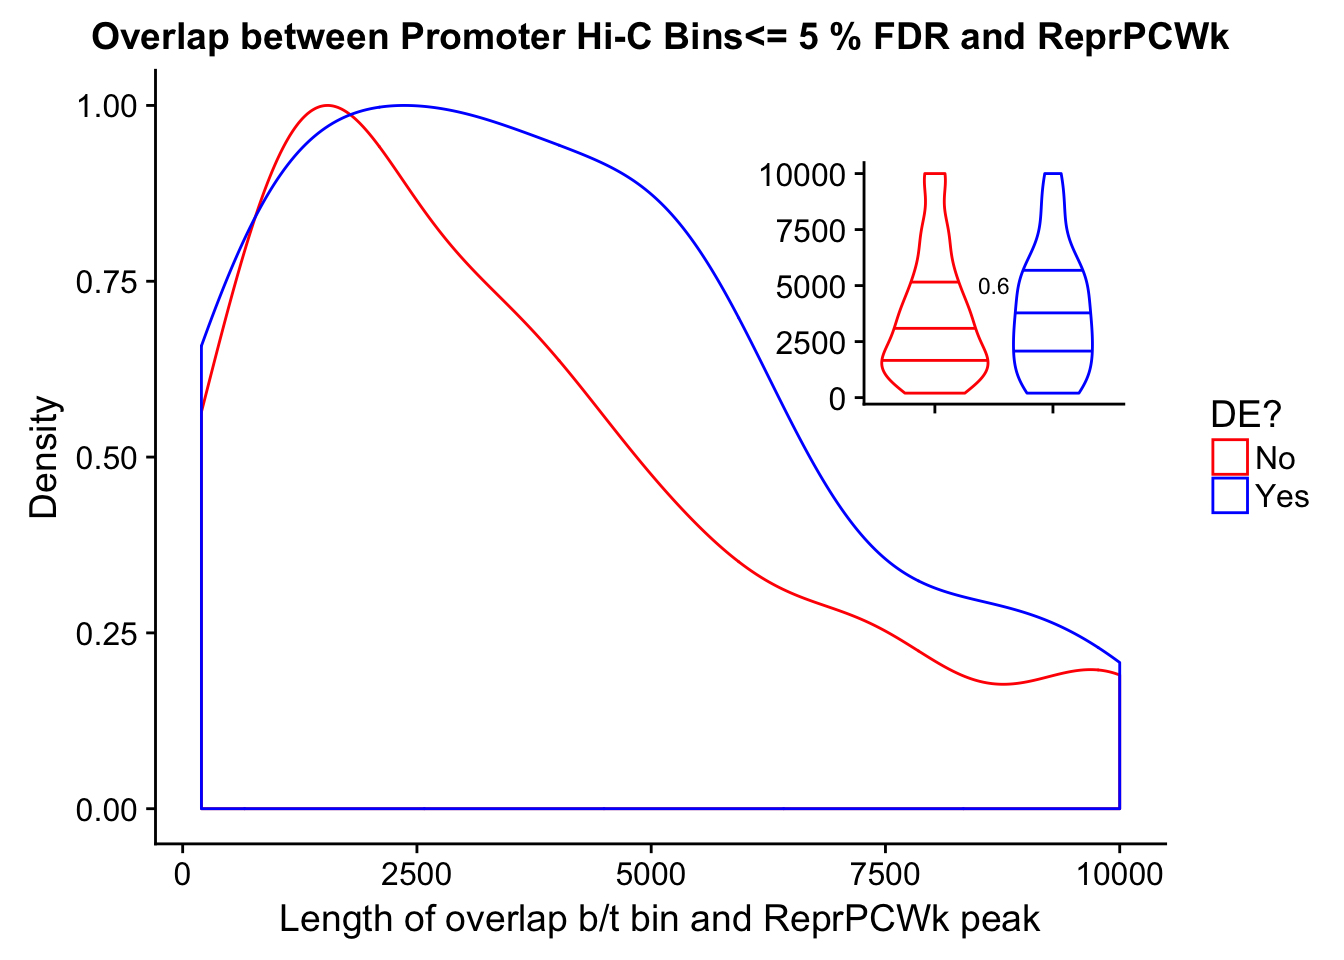 Overlap between Promoter Hi-C Bins<= 5 % FDR and ReprPCWk
1.00
0.75
0.50
0.25
0.00
Density
10000
7500
5000
2500
0
0.6
DE?
No
Yes
0 2500 5000 7500 10000
Length of overlap b/t bin and ReprPCWk peak